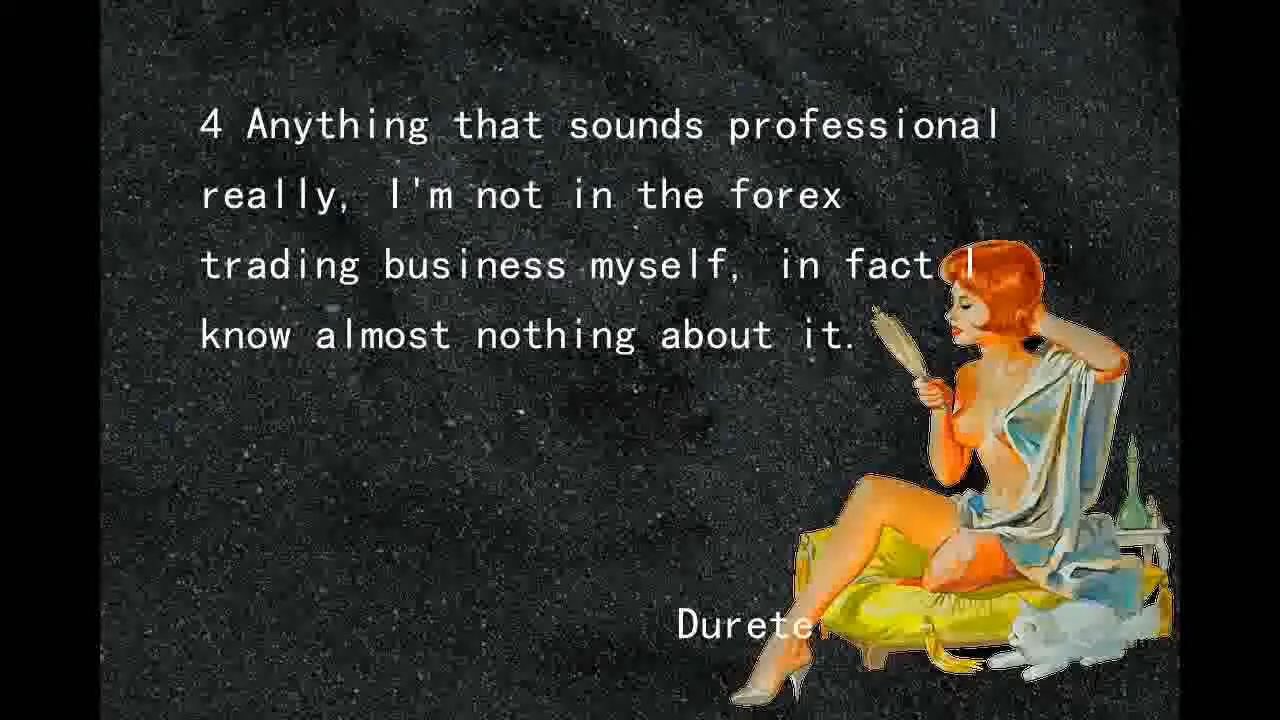 4 Anything that sounds professional
really, I'm not in the forex
trading business myself, in fact I
know almost nothing about it.
Durete